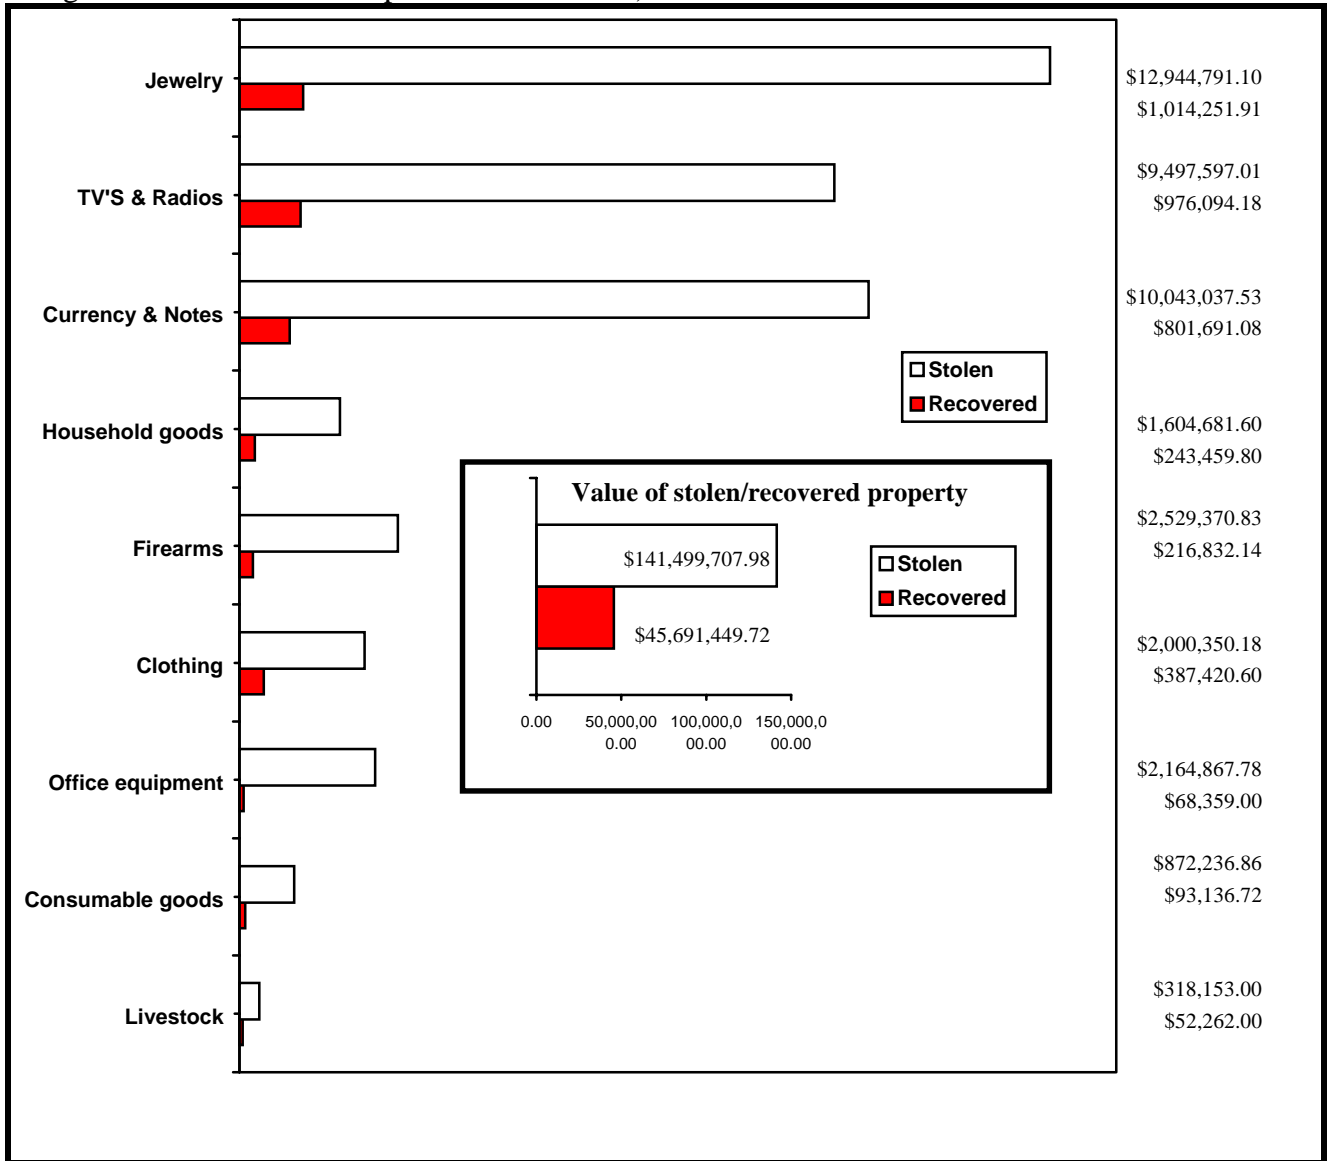 Jewelry
$12,944,791.10
$1,014,251.91
TV'S & Radios
$9,497,597.01
$976,094.18
Currency & Notes
$10,043,037.53
$801,691.08
Stolen
Recovered
Household goods
$1,604,681.60
$243,459.80
Value of stolen/recovered property
Firearms
$2,529,370.83
$216,832.14
$141,499,707.98
Stolen
Recovered
$45,691,449.72
Clothing
$2,000,350.18
$387,420.60
0.00 50,000,00 100,000,0 150,000,0
0.00 00.00 00.00
Office equipment
$2,164,867.78
$68,359.00
Consumable goods
$872,236.86
$93,136.72
Livestock
$318,153.00
$52,262.00